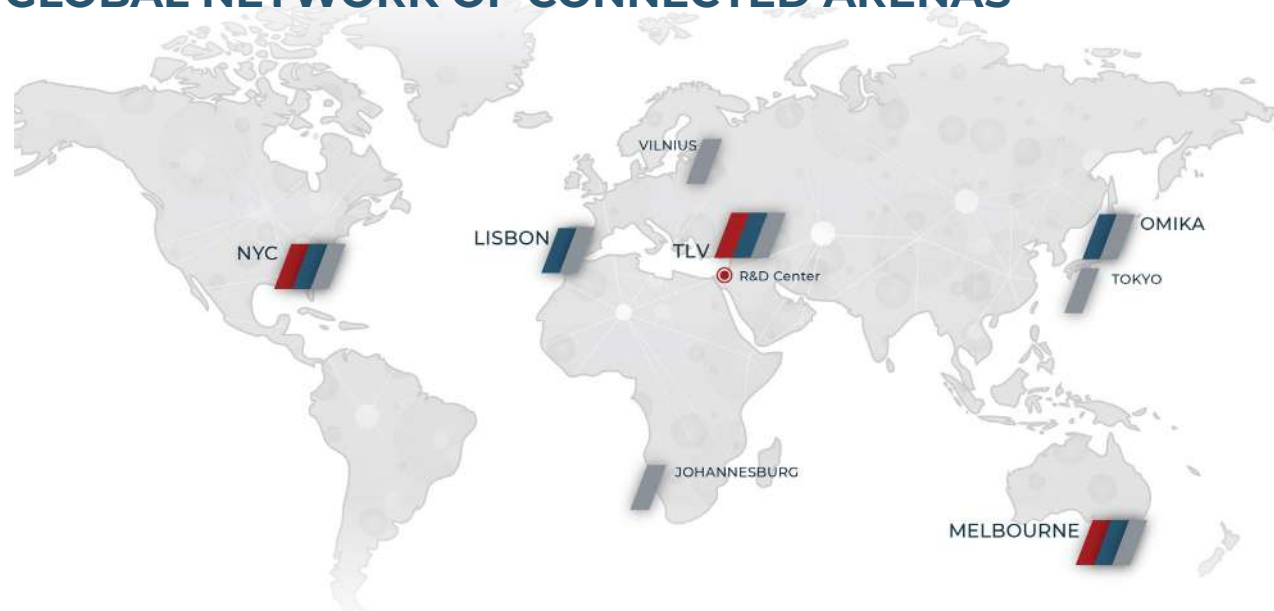 GLOBAL NETWORK OF CONNECTED ARENAS
VILNIUS
LISBON
NYC
TLV
R&D Center
OMIKA
TOKYO
JOHANNESBURG
MELBOURNE